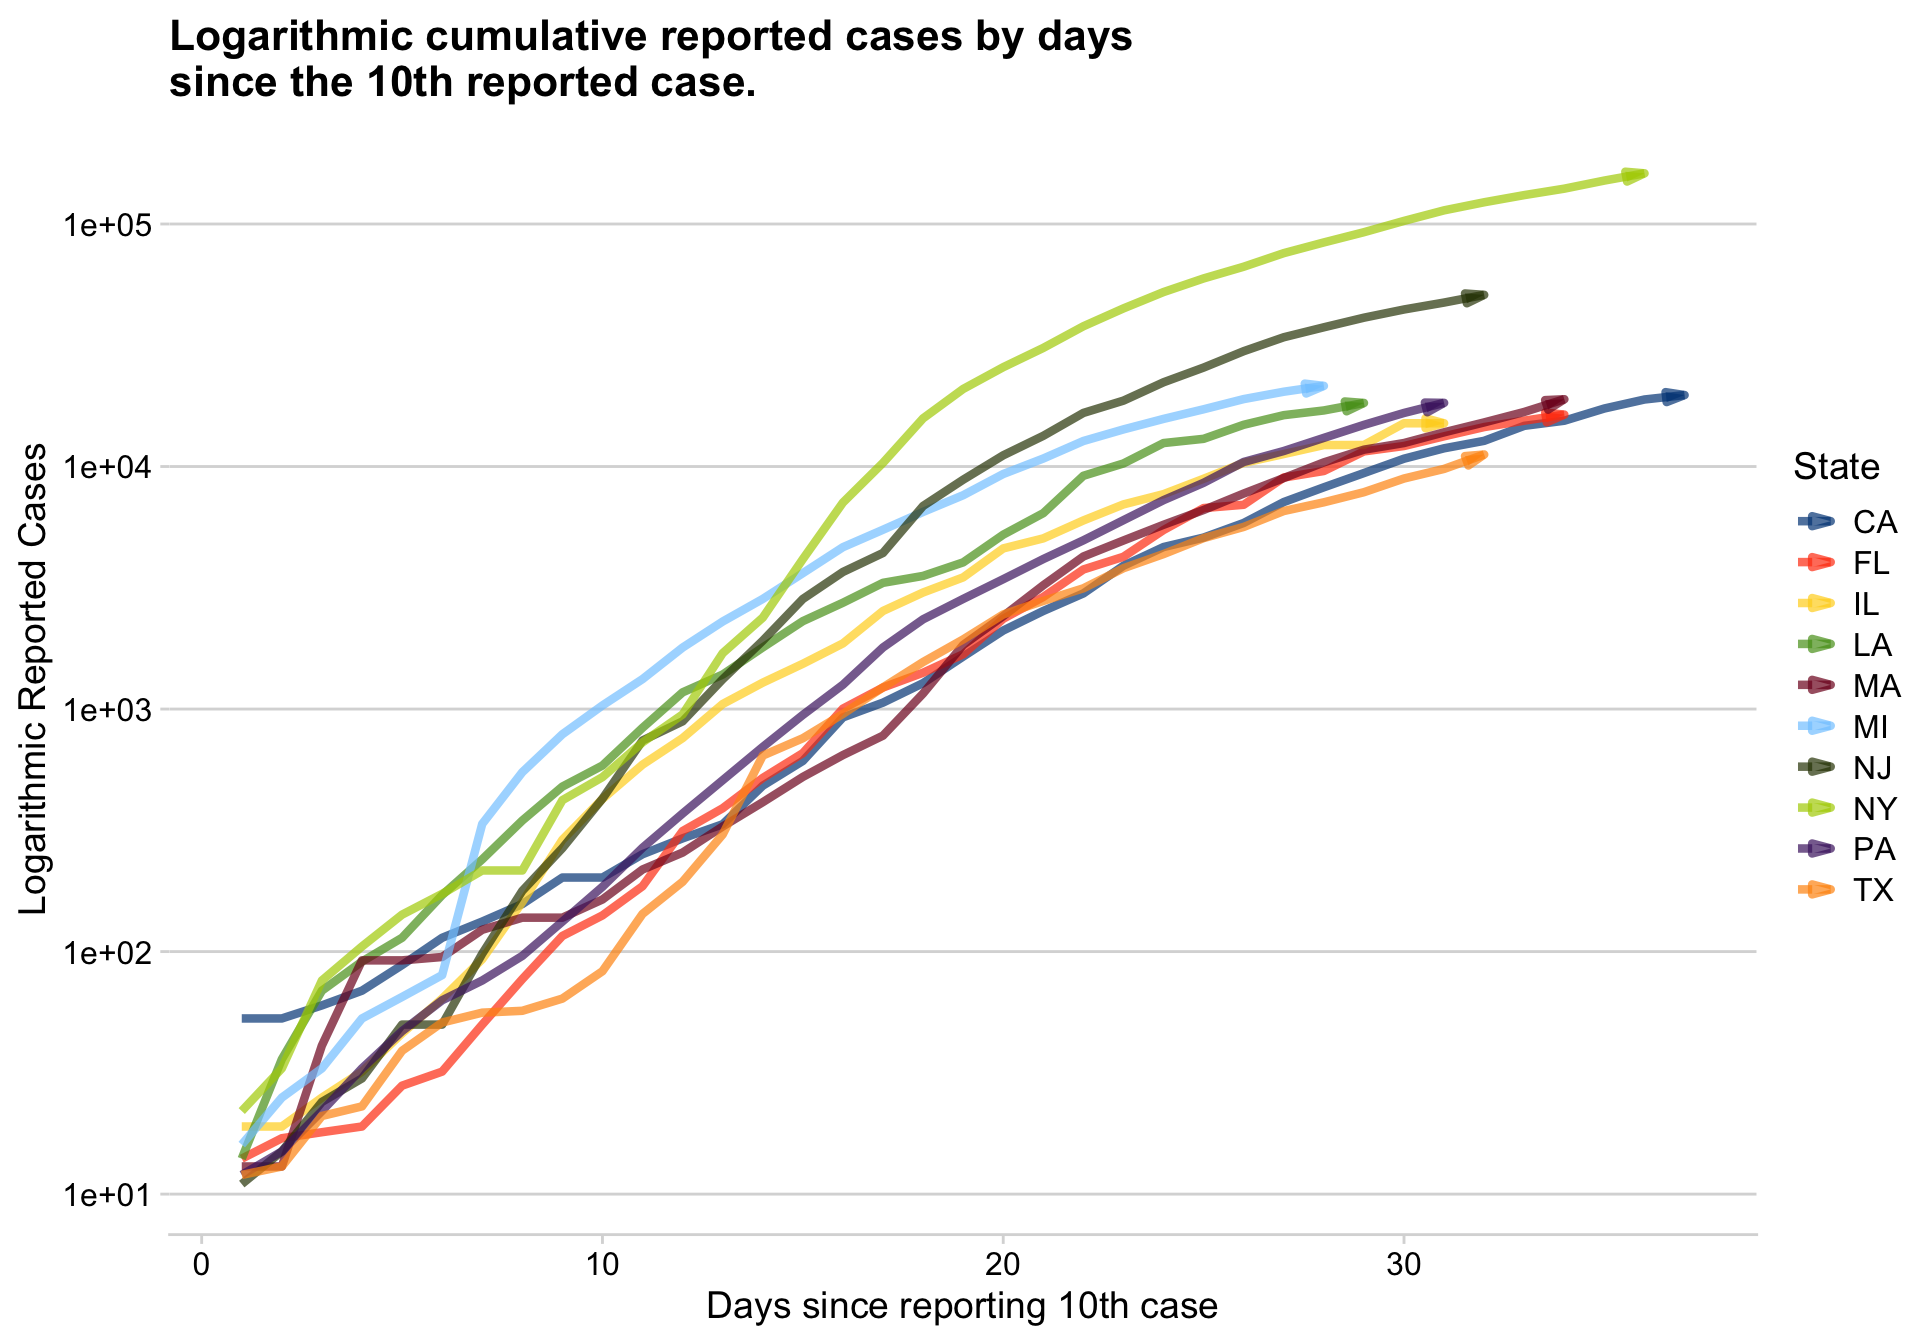 Logarithmic cumulative reported cases by days
since the 10th reported case.
1e+05
1e+04
1e+03
1e+02
1e+01
Logarithmic Reported Cases
0
10
20
30
Days since reporting 10th case
State
CA
FL
IL
LA
MA
MI
NJ
NY
PA
TX